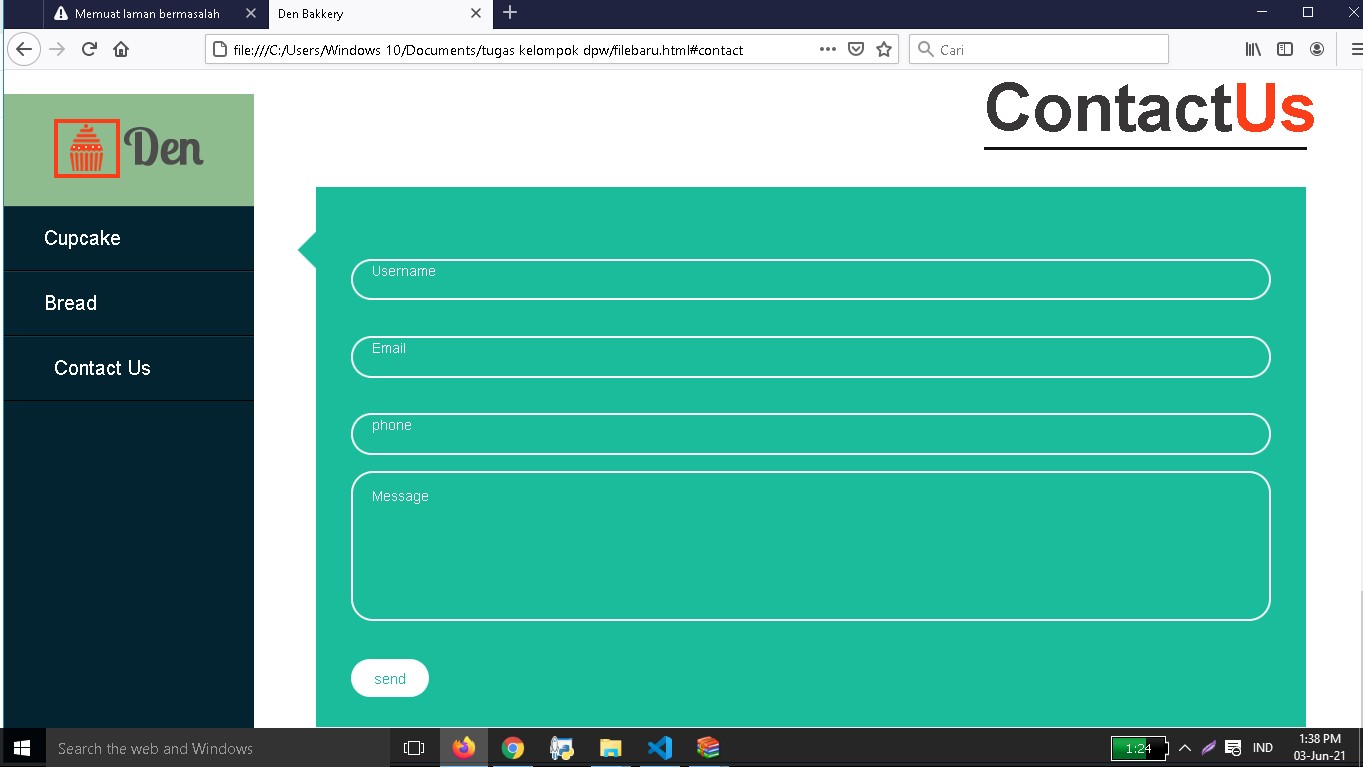 Memuat laman bermasalah
Den Bakkery
file:///C:/Users/Windows 10/Documents/tugas kelompok dpw/filebaru.html#contact
Cari
ContactUs
Den
Cupcake
Bread
Contact Us
Username
Email
phone
Message
send
Search the web and Windows
1:24
IND
1:38 PM
03-Jun-21